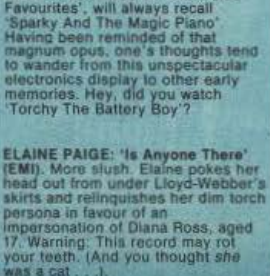 Favourites', will always recall
'Sparky And The Magic Piano'.
Having been reminded of that
magnum opus, one's thoughts tend
to wander from this unspectacular
electronics display to other early
memories. Hey, did you watch
'Torchy The Battery Boy'?
ELAINE PAIGE: 'Is Anyone There'
(EMI). More slush. Elaine pokes her
head out from under Lloyd-Webber's
skirts and relinquishes her dim torch
persona in favour of an
impersonation of Diana Ross, aged
17. Warning: This record may rot
your teeth. (And you thought she
was a cat . . .).